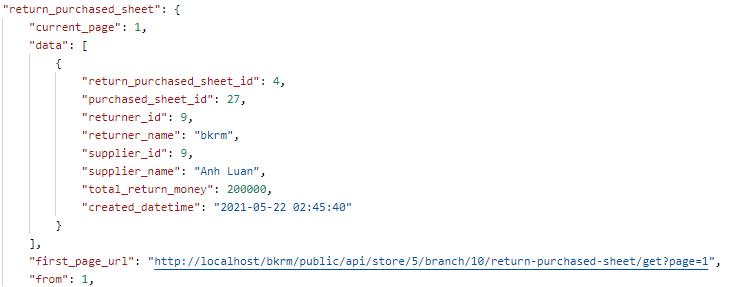 "return_purchased_sheet": {
"current_page": 1,
"data": [
{
"return_purchased_sheet_id": 4,
"purchased_sheet_id": 27,
"returner_id": 9,
"returner_name": "bkrm",
"supplier_id": 9,
"supplier_name": "Anh Luan",
"total_return_money": 200000,
"created_datetime": "2021-05-22 02:45:40"
}
],
"first_page_url": "http://localhost/bkrm/public/api/store/5/branch/10/return-purchased-sheet/get?page=1",
"from": 1,